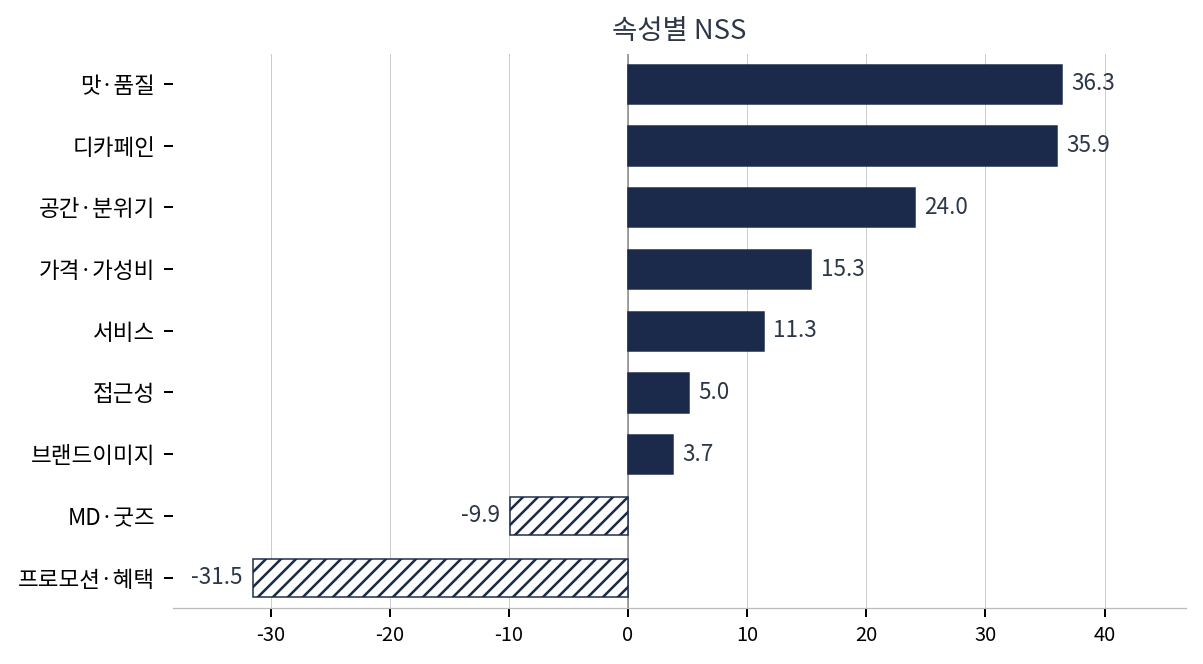 속성별 NSS
맛·품질 36.3
디카페인 35.9
공간·분위기 24.0
가격·가성비 15.3
서비스 11.3
접근성 5.0
브랜드이미지 3.7
MD·굿즈 -9.9
프로모션·혜택 -31.5
-30 -20 -10 0 10 20 30 40